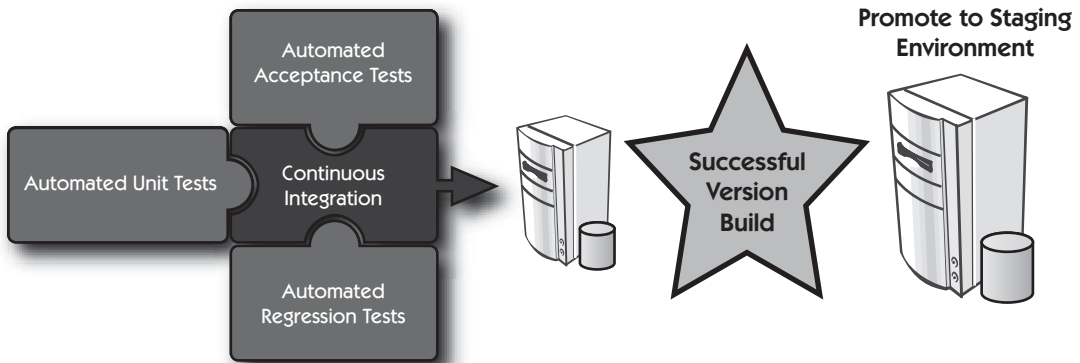 Automated
Acceptance Tests
Automated Unit Tests
Continuous
Integration
Automated
Regression Tests
Successful
Version
Build
Promote to Staging
Environment